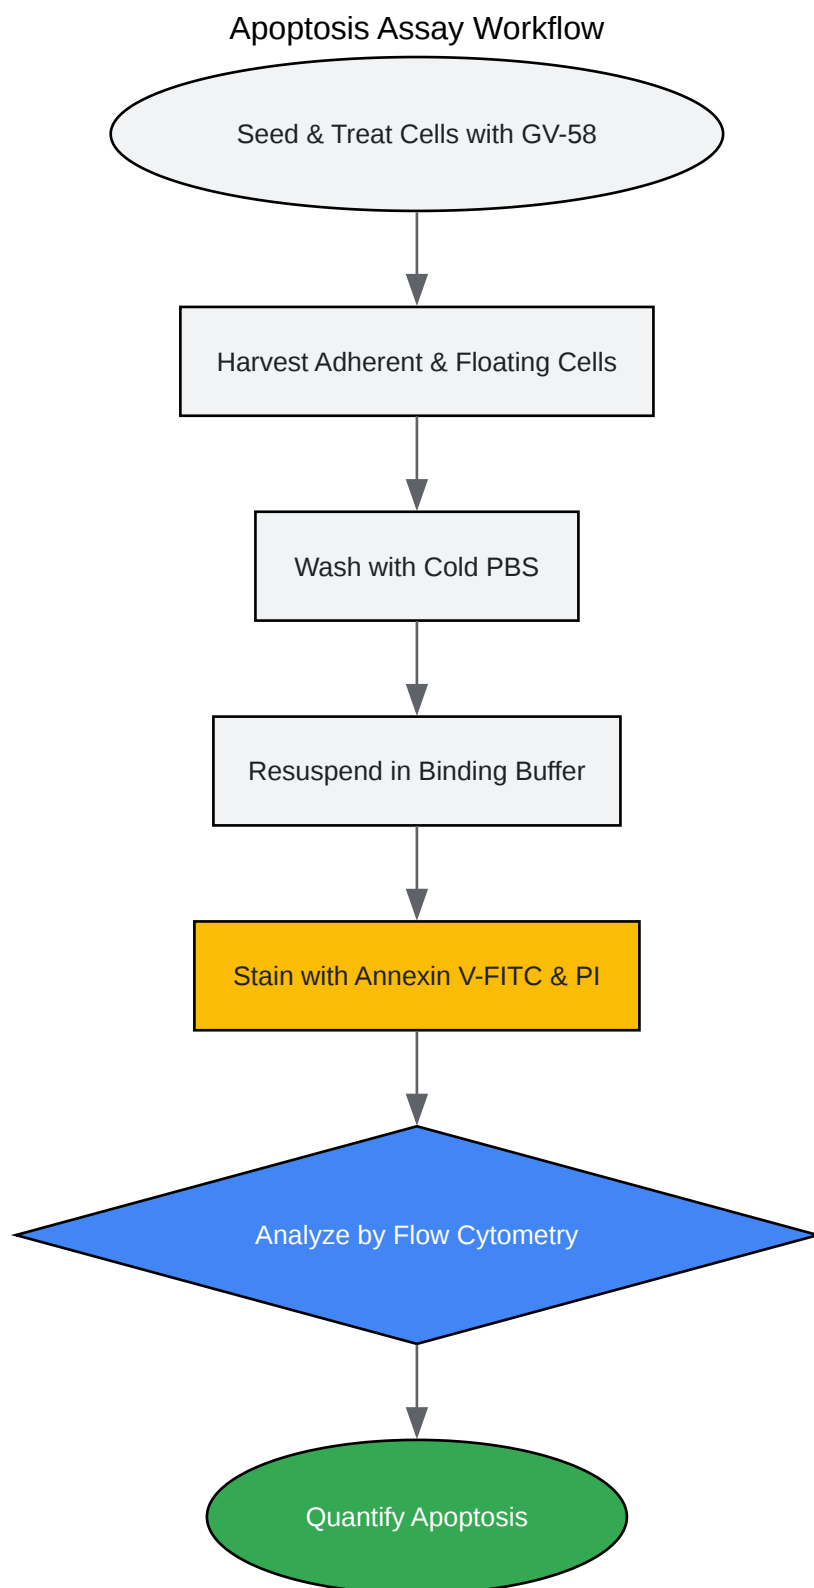 Apoptosis Assay Workflow
Seed & Treat Cells with GV-58
Harvest Adherent & Floating Cells
Wash with Cold PBS
Resuspend in Binding Buffer
Stain with Annexin V-FITC & PI
Analyze by Flow Cytometry
Quantify Apoptosis